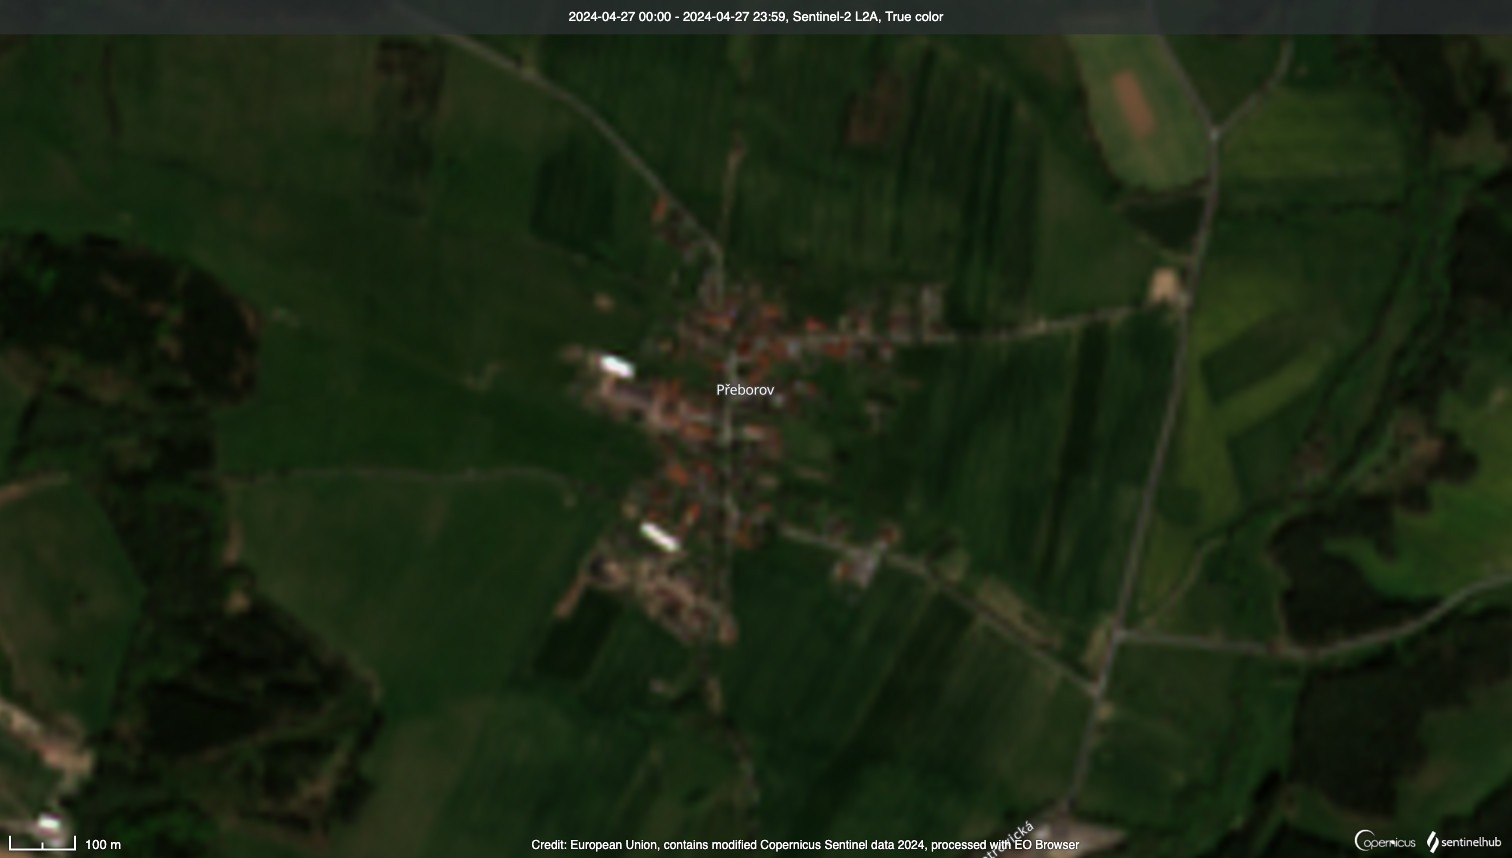 2024-04-27 00:00 - 2024-04-27 23:59, Sentinel-2 L2A, True color
Přeborov
100 m
Credit: European Union, contains modified Copernicus Sentinel data 2024, processed with EO Browser
Copernicus
sentinelhub